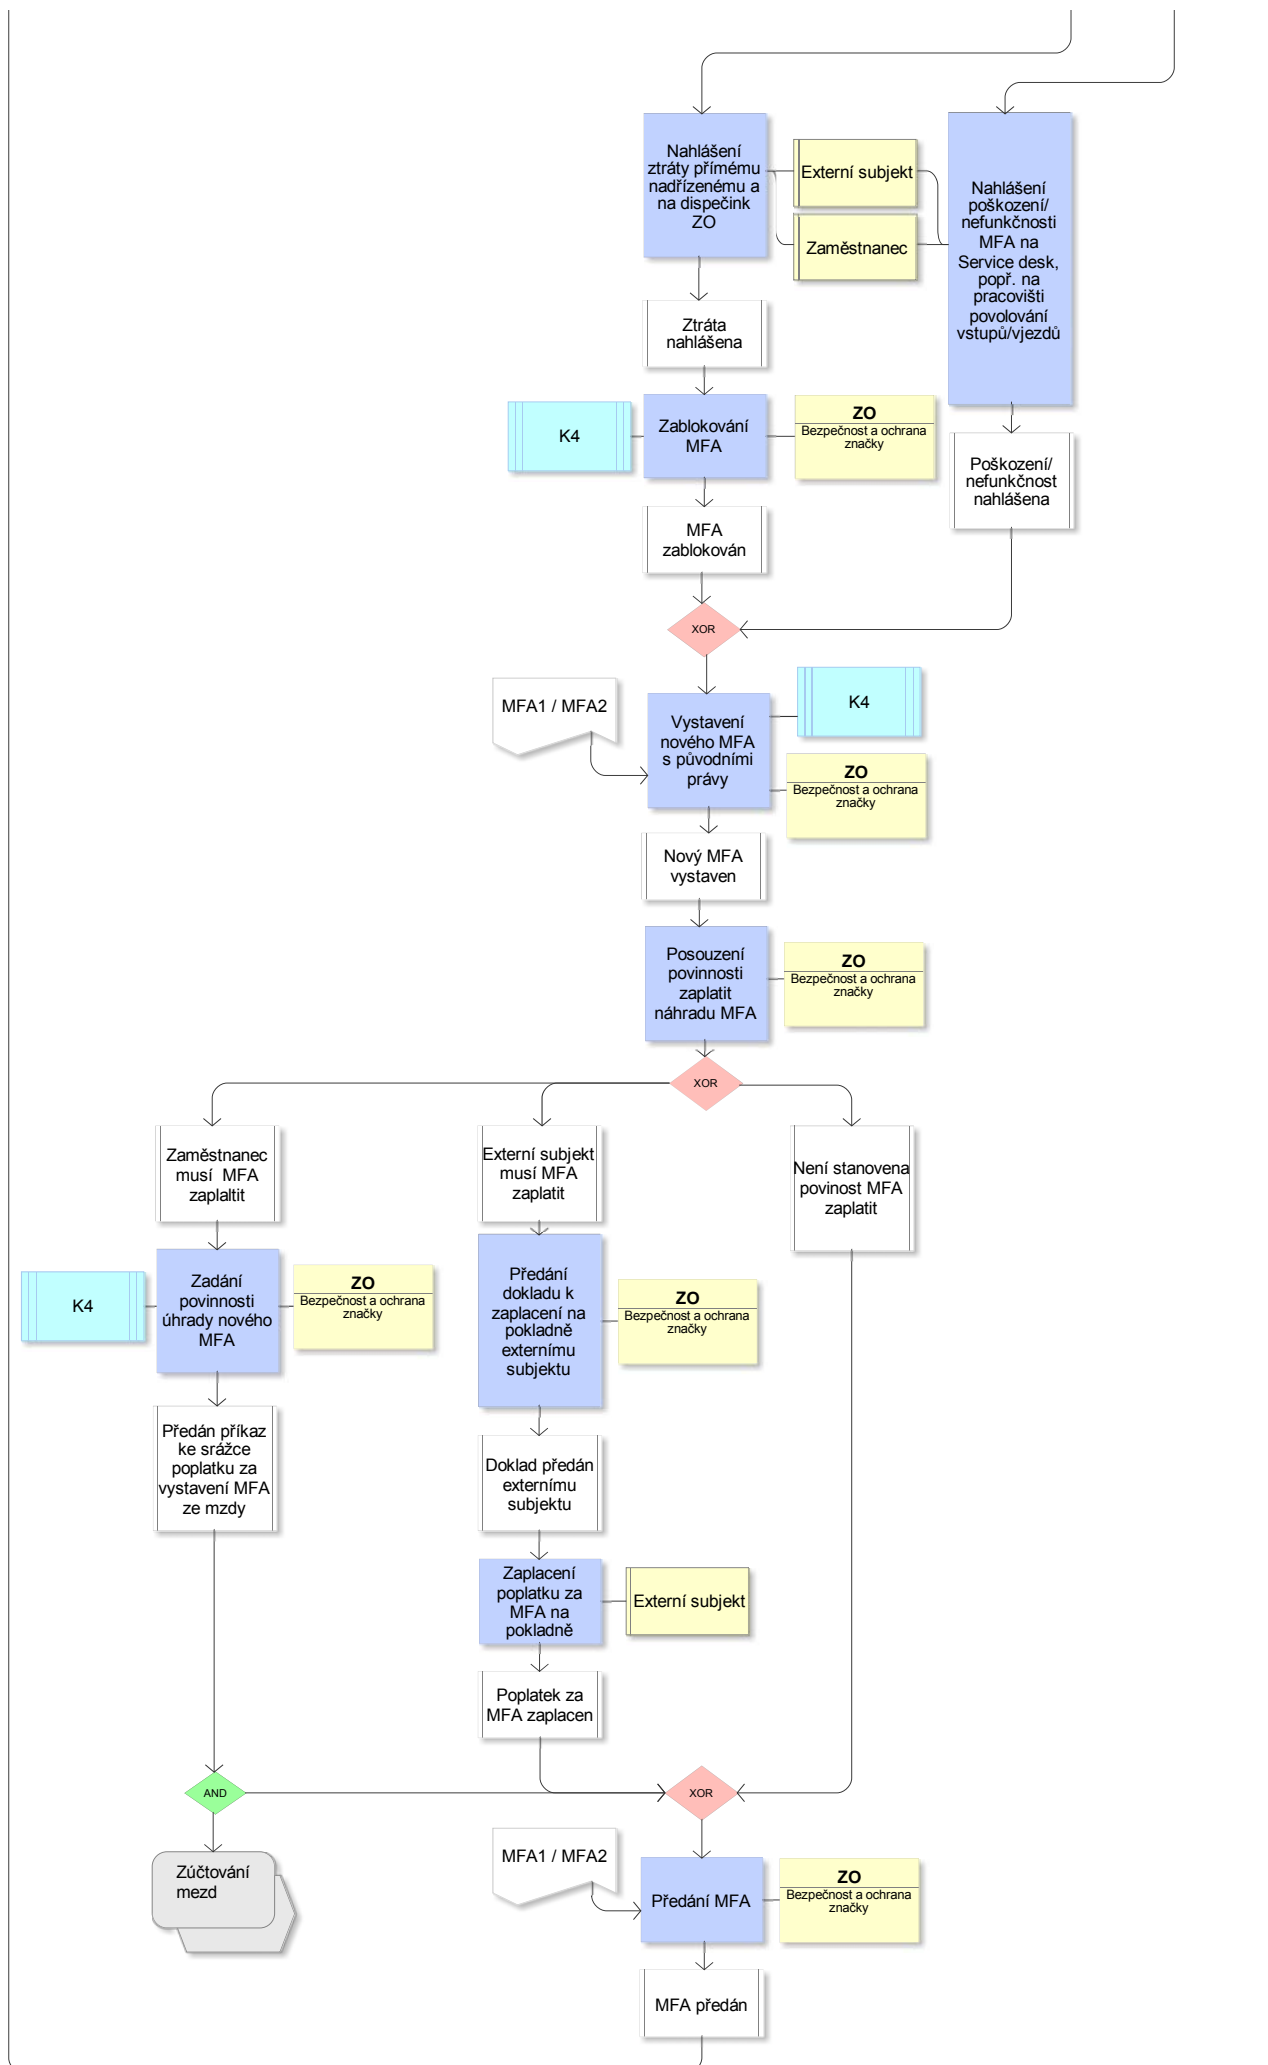 Nahlášení
ztráty přímému
nadřízenému a
na dispečink
ZO
Externí subjekt
Zaměstnanec
Nahlášení
poškození/
nefunkčnosti
MFA na
Service desk,
popř. na
pracovišti
povolování
vstupů/vjezdů
Ztráta
nahlášena
K4
Zablokování
MFA
ZO
Bezpečnost a ochrana
značky
Poškození/
nefunkčnost
nahlášena
MFA
zablokován
XOR
MFA1 / MFA2
Vystavení
nového MFA
s původními
právy
K4
ZO
Bezpečnost a ochrana
značky
Nový MFA
vystaven
Posouzení
povinnosti
zaplatit
náhradu MFA
ZO
Bezpečnost a ochrana
značky
XOR
Zaměstnanec
musí  MFA
zaplaltit
Externí subjekt
musí MFA
zaplatit
Není stanovena
povinost MFA
zaplatit
K4
Zadání
povinnosti
úhrady nového
MFA
ZO
Bezpečnost a ochrana
značky
Předání
dokladu k
zaplacení na
pokladně
externímu
subjektu
ZO
Bezpečnost a ochrana
značky
Předán příkaz
ke srážce
poplatku za
vystavení MFA
ze mzdy
Doklad předán
externímu
subjektu
Zaplacení
poplatku za
MFA na
pokladně
Externí subjekt
Poplatek za
MFA zaplacen
AND
XOR
Zúčtování
mezd
MFA1 / MFA2
Předání MFA
ZO
Bezpečnost a ochrana
značky
MFA předán